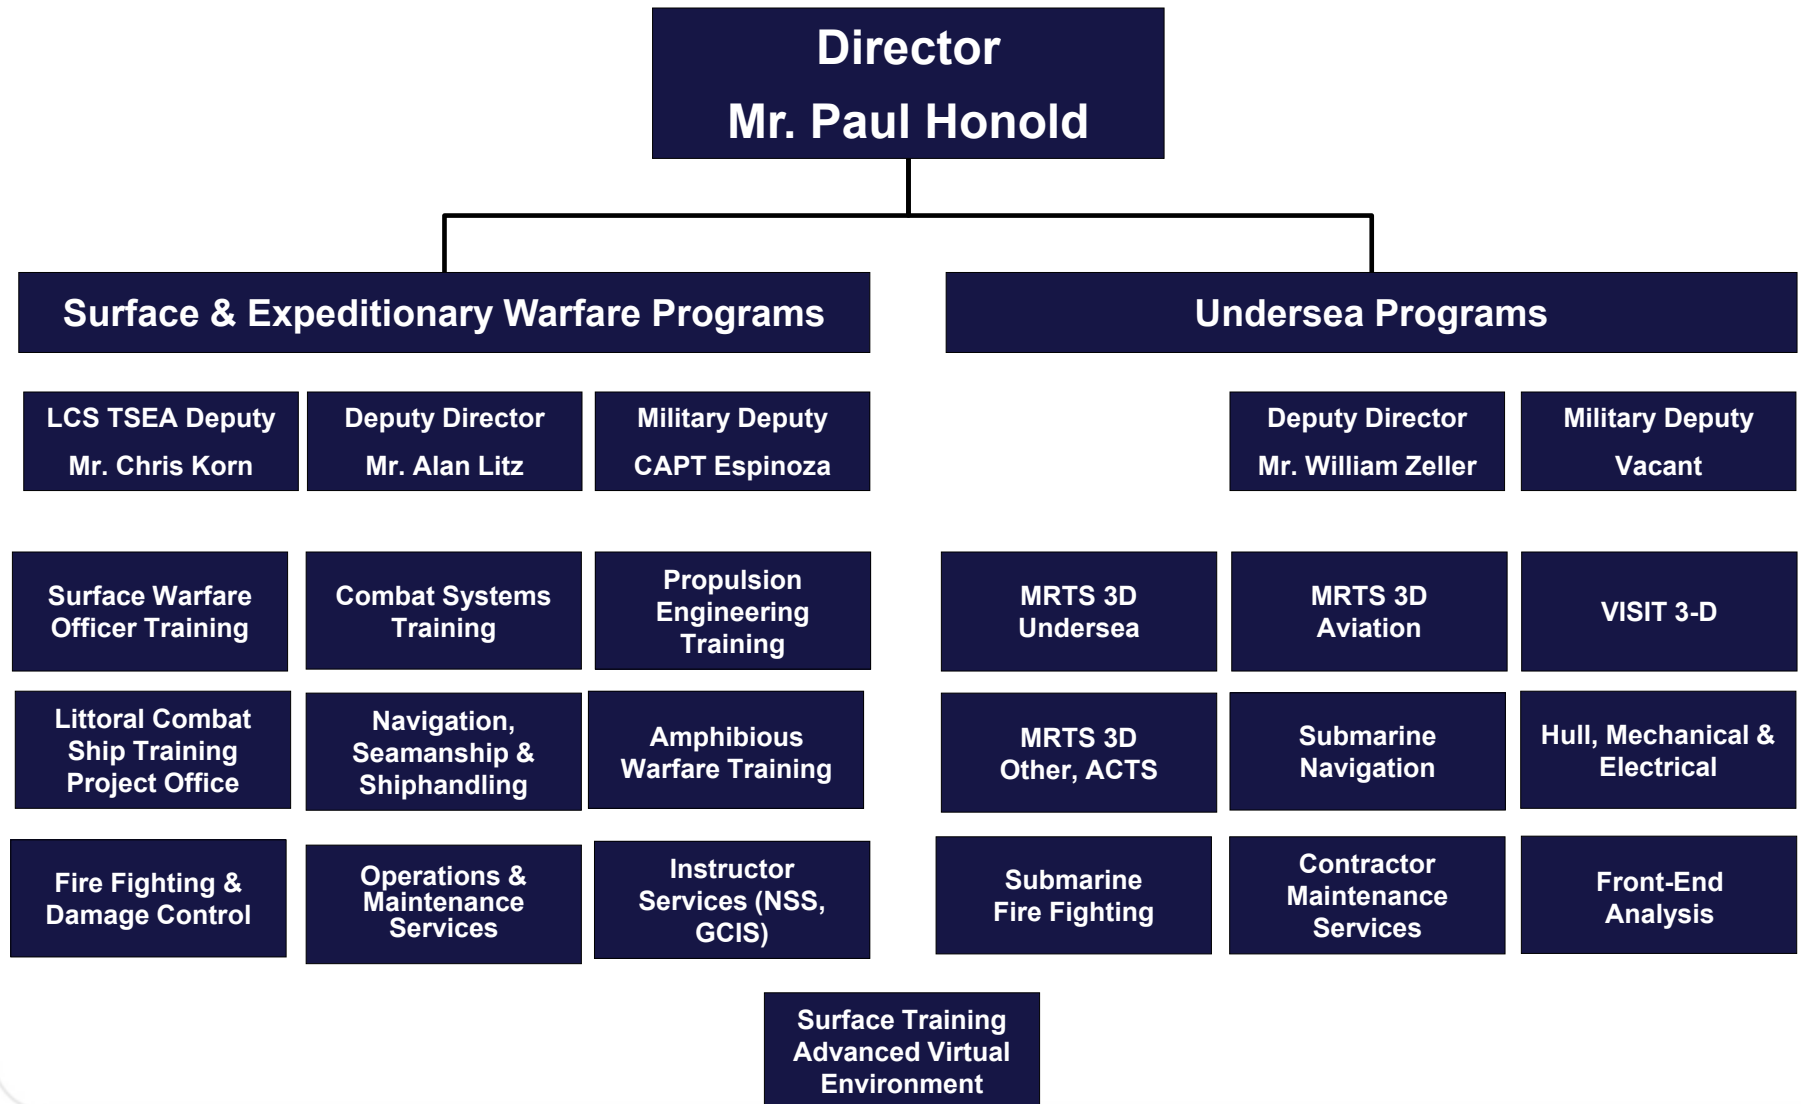 Director
Mr. Paul Honold
Surface & Expeditionary Warfare Programs
Undersea Programs
LCS TSEA Deputy
Mr. Chris Korn
Deputy Director
Mr. Alan Litz
Military Deputy
CAPT Espinoza
Deputy Director
Mr. William Zeller
Military Deputy
Vacant
Surface Warfare
Officer Training
Combat Systems
Training
Propulsion
Engineering
Training
MRTS 3D
Undersea
MRTS 3D
Aviation
VISIT 3-D
Littoral Combat
Ship Training
Project Office
Navigation,
Seamanship &
Shiphandling
Amphibious
Warfare Training
MRTS 3D
Other, ACTS
Submarine
Navigation
Hull, Mechanical &
Electrical
Fire Fighting &
Damage Control
Operations &
Maintenance
Services
Instructor
Services (NSS,
GCIS)
Submarine
Fire Fighting
Contractor
Maintenance
Services
Front-End
Analysis
Surface Training
Advanced Virtual
Environment